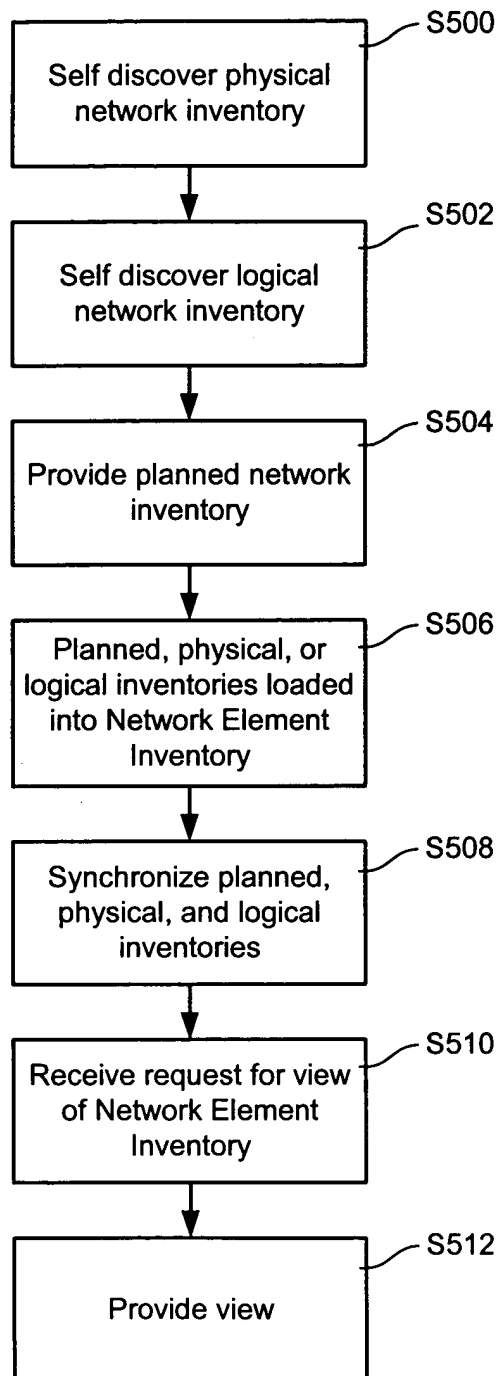 S500
Self discover physical
network inventory
S502
Self discover logical
network inventory
S504
Provide planned network
inventory
S506
Planned, physical, or
logical inventories loaded
into Network Element
Inventory
S508
Synchronize planned,
physical, and logical
inventories
S510
Receive request for view
of Network Element
Inventory
S512
Provide view